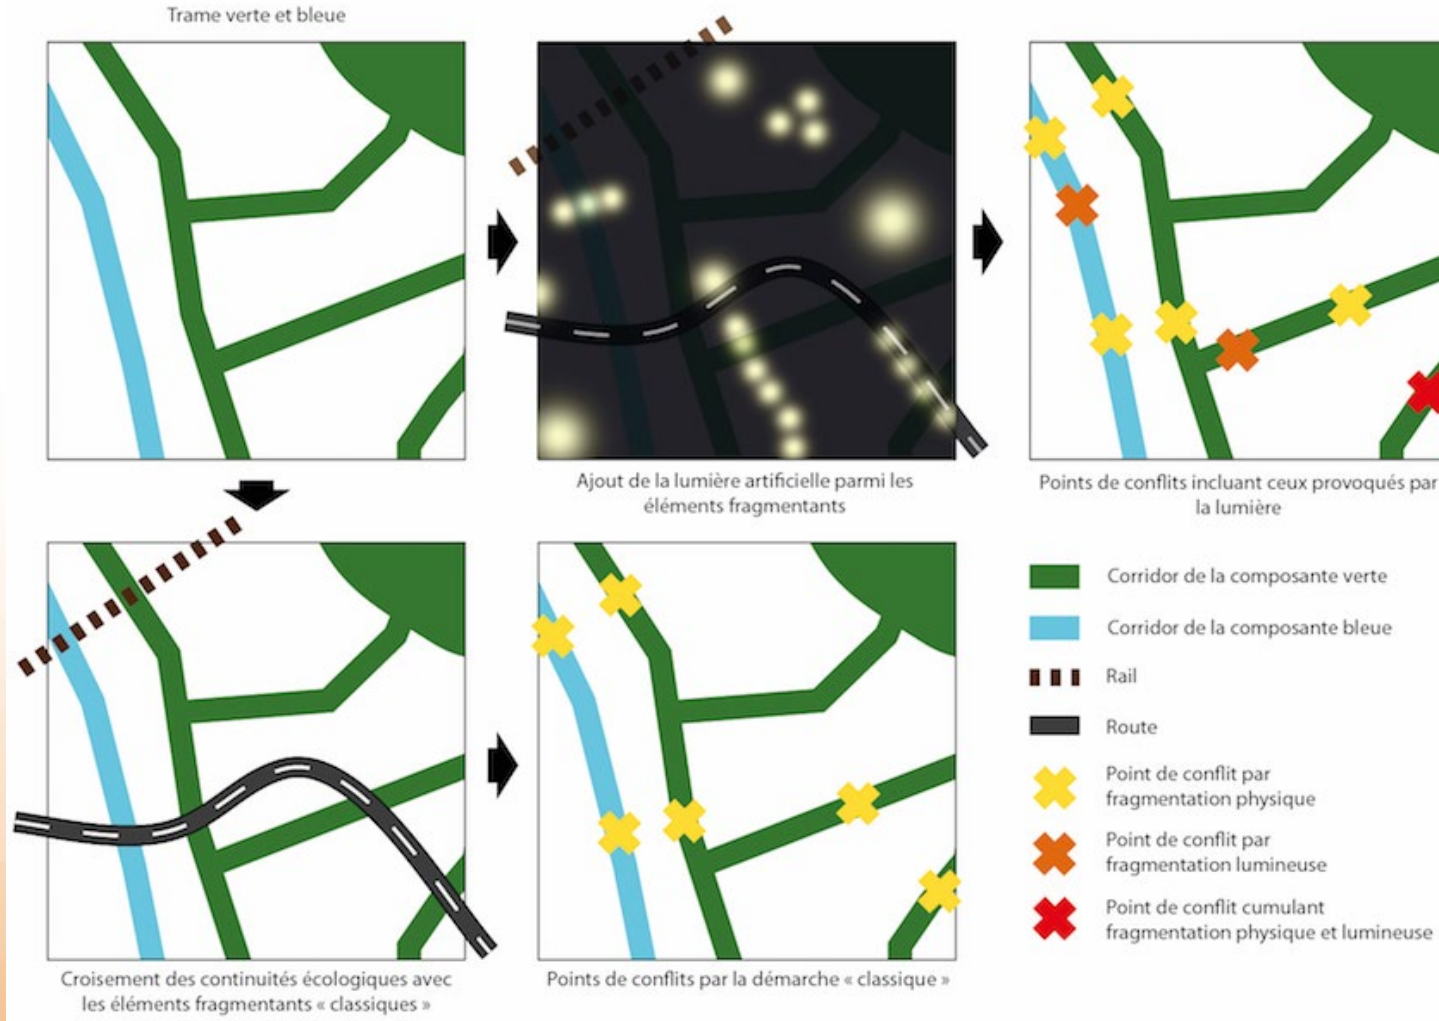 Trame verte et bleue
Ajout de la lumière artificielle parmi les
éléments fragmentants
Points de conflits incluant ceux provoqués par
la lumière
Croisement des continuités écologiques avec
les éléments fragmentants « classiques »
Points de conflits par la démarche « classique »
Corridor de la composante verte
Corridor de la composante bleue
Rail
Route
Point de conflit par
fragmentation physique
Point de conflit par
fragmentation lumineuse
Point de conflit cumulant
fragmentation physique et lumineuse